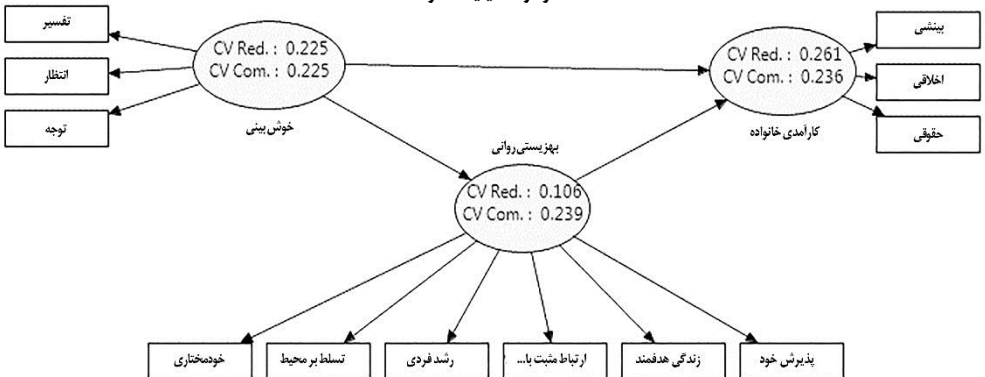 تفسیر
انتظار
توجه
CV Red. : 0.225
CV Com. : 0.225
خوش‌بینی
CV Red. : 0.261
CV Com. : 0.236
کارآمدی خانواده
بینشی
اخلاقی
حقوقی
بهزیستی روانی
CV Red. : 0.106
CV Com. : 0.239
خودمختاری
تسلط بر محیط
رشد فردی
ارتباط مثبت با...
زندگی هدفمند
پذیرش خود